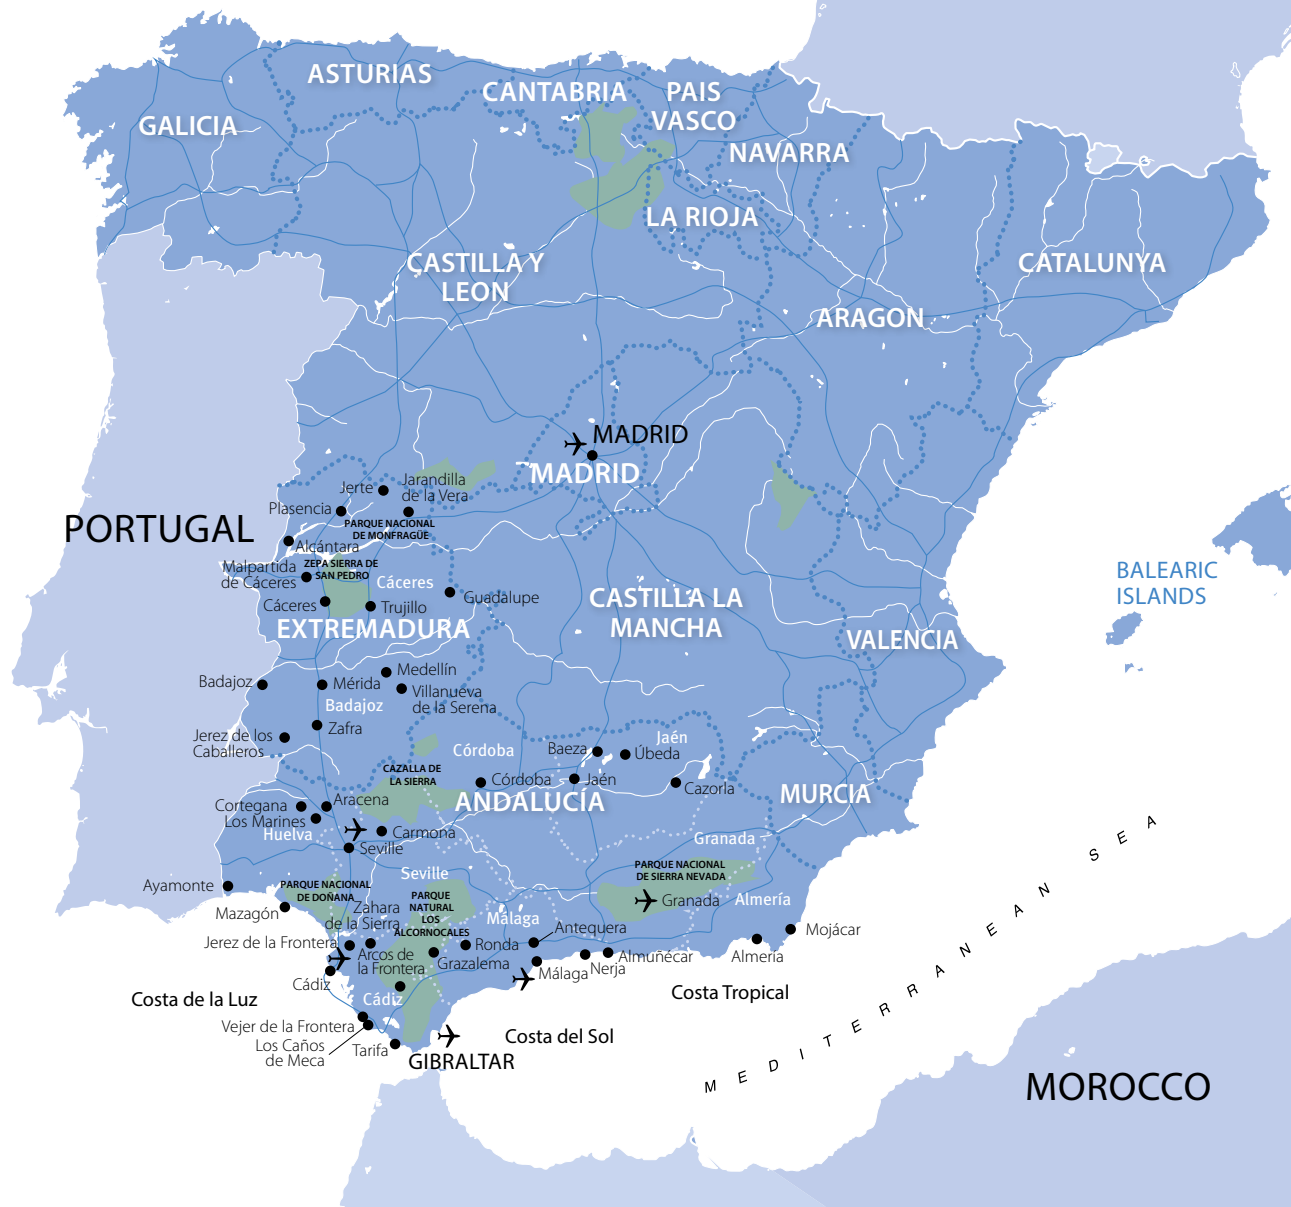 ASTURIAS
CANTABRIA
PAIS
VASCO
GALICIA
NAVARRA
LA RIOJA
CASTILLA Y
LEON
CATALUNYA
ARAGON
MADRID
MADRID
Jerte
Jarandilla
de la Vera
Plasencia
PARQUE NACIONAL
DE MONFRAGÜE
PORTUGAL
Alcántara
Malpartida
de Cáceres
ZEPA SIERRA DE
SAN PEDRO
Cáceres
Guadalupe
Cáceres
Trujillo
EXTREMADURA
CASTILLA LA
MANCHA
BALEARIC
ISLANDS
VALENCIA
Medellín
Badajoz
Mérida
Villanueva
de la Serena
Badajoz
Zafra
Jerez de los
Caballeros
Córdoba
Baeza
Jaén
Úbeda
CAZALLA DE
LA SIERRA
Córdoba
Jaén
Cazorla
ANDALUCÍA
MURCIA
Cortegana
Aracena
Los Marines
Huelva
Carmona
Seville
Granada
Seville
PARQUE NACIONAL
DE SIERRA NEVADA
Ayamonte
PARQUE NACIONAL
DE DOÑANA
PARQUE
NATURAL
LOS
ALCORNOCALES
Granada
Almería
Mazagón
Zahara
de la Sierra
Málaga
Antequera
Mojácar
Jerez de la Frontera
Arcos de
la Frontera
Ronda
Grazalema
Almuñécar
Almería
Málaga
Nerja
Cádiz
Cádiz
Costa de la Luz
Costa Tropical
Vejer de la Frontera
Los Caños
de Meca
Tarifa
Costa del Sol
GIBRALTAR
MEDITERRANEAN SEA
MOROCCO